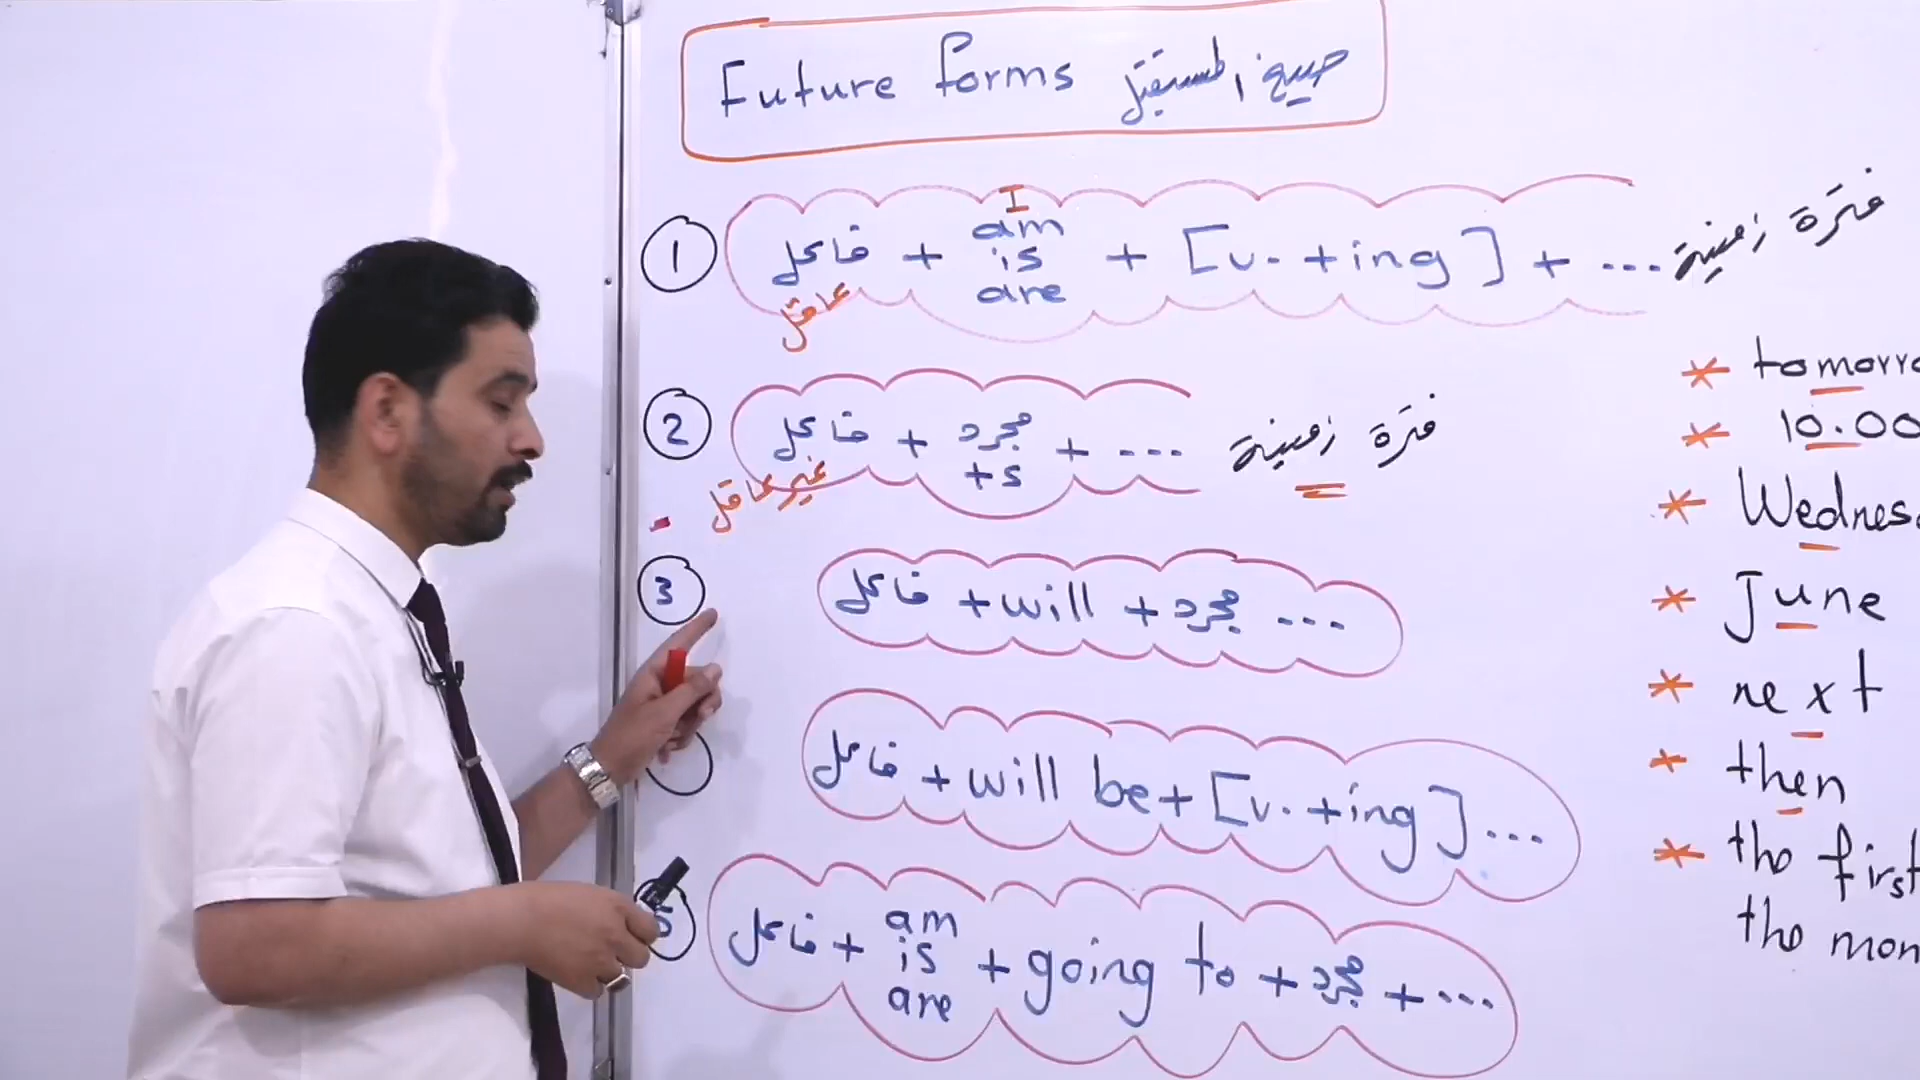 Future forms صيغ المستقبل
① فاعل + am is are + [v. + ing] + ... فترة زمنية
I
عاقل
② فاعل + مجرد + s + ... فترة زمنية
غير عاقل
③ فاعل + will + مجرد ...
فاعل + will be + [v. + ing] ...
⑤ فاعل + am is are + going to + مجرد + ...
* tomorro
* 10.00
* Wednes
* June
* next
* then
* the first
the mon